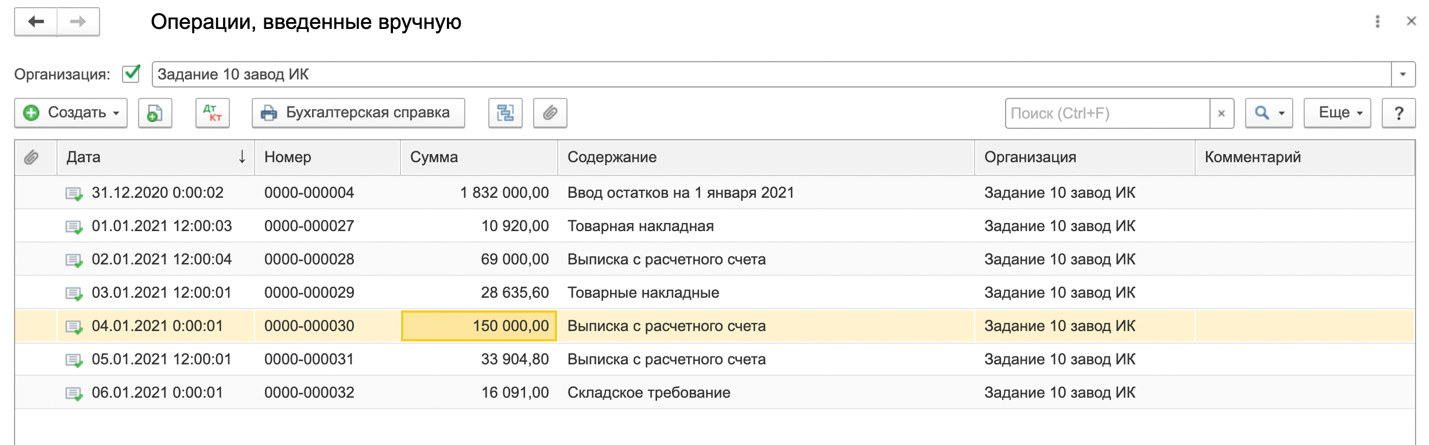 Операции, введенные вручную
Организация: Задание 10 завод ИК
Создать Дт Кт Бухгалтерская справка Поиск (Ctrl+F) × Еще ?
Дата ↓ Номер Сумма Содержание Организация Комментарий
31.12.2020 0:00:02 0000-000004 1 832 000,00 Ввод остатков на 1 января 2021 Задание 10 завод ИК
01.01.2021 12:00:03 0000-000027 10 920,00 Товарная накладная Задание 10 завод ИК
02.01.2021 12:00:04 0000-000028 69 000,00 Выписка с расчетного счета Задание 10 завод ИК
03.01.2021 12:00:01 0000-000029 28 635,60 Товарные накладные Задание 10 завод ИК
04.01.2021 0:00:01 0000-000030 150 000,00 Выписка с расчетного счета Задание 10 завод ИК
05.01.2021 12:00:01 0000-000031 33 904,80 Выписка с расчетного счета Задание 10 завод ИК
06.01.2021 0:00:01 0000-000032 16 091,00 Складское требование Задание 10 завод ИК